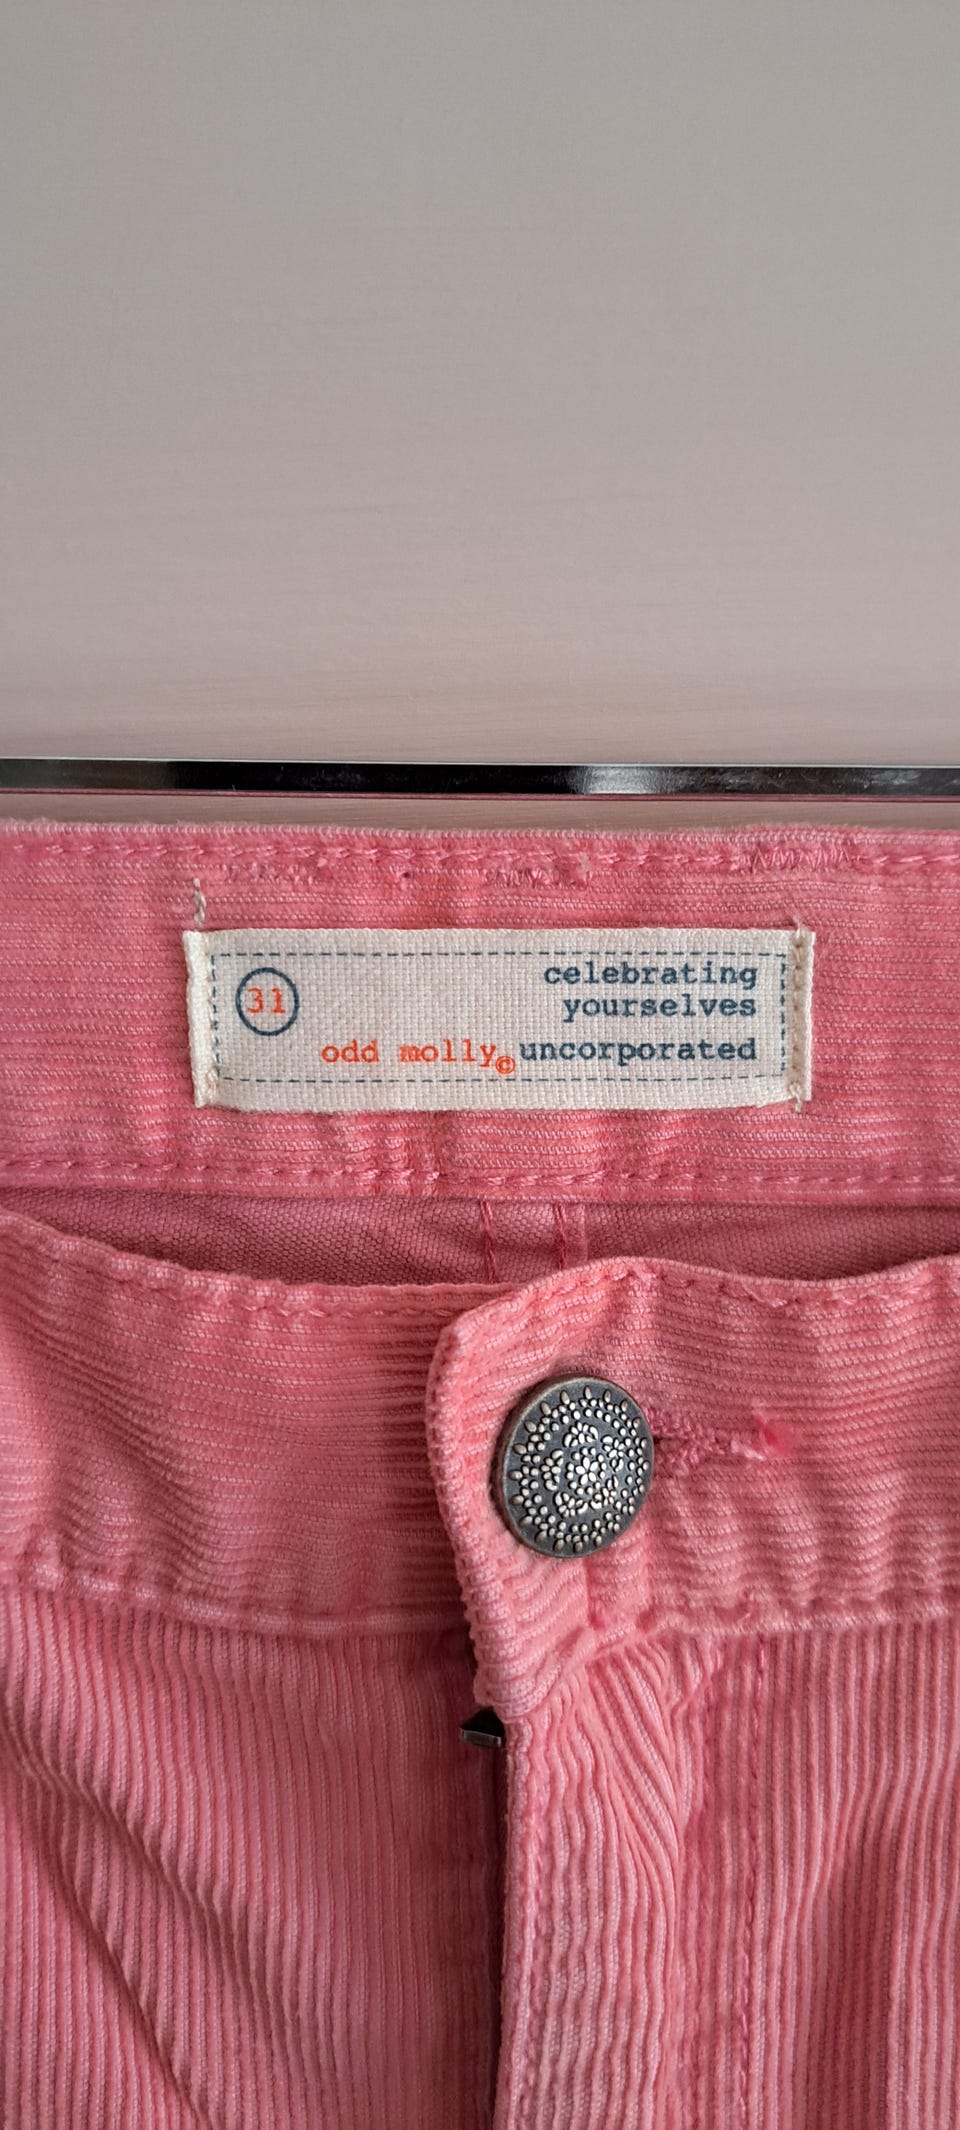 31
celebrating
yourselves
odd molly© uncorporated